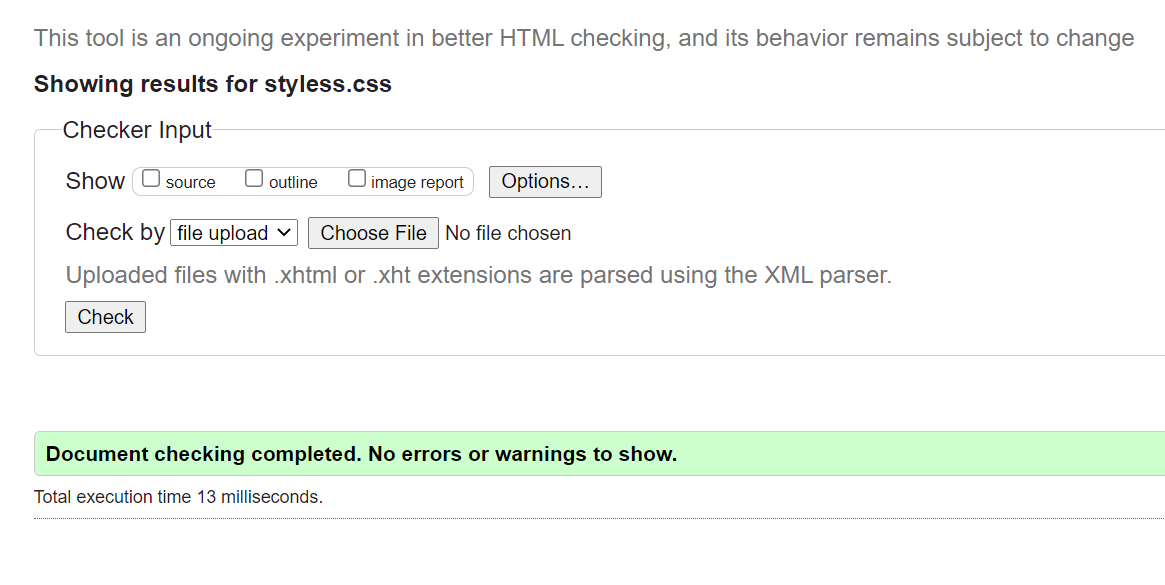 This tool is an ongoing experiment in better HTML checking, and its behavior remains subject to change
Showing results for styless.css
Checker Input
Show source outline image report Options…
Check by file upload Choose File No file chosen
Uploaded files with .xhtml or .xht extensions are parsed using the XML parser.
Check
Document checking completed. No errors or warnings to show.
Total execution time 13 milliseconds.